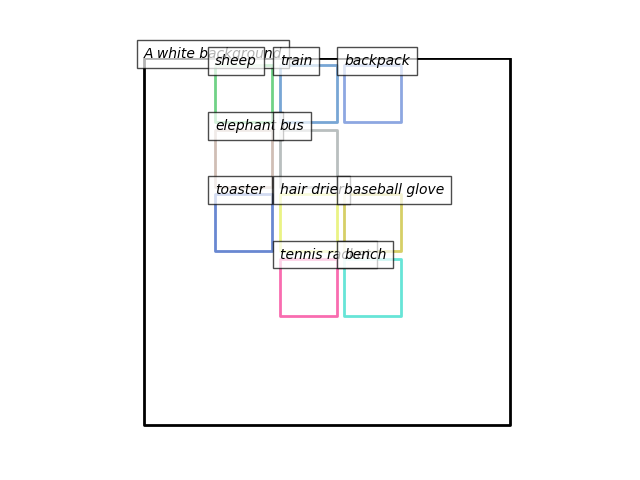 A white background
sheep
train
backpack
elephant
bus
toaster
hair drier
baseball glove
tennis racket
bench